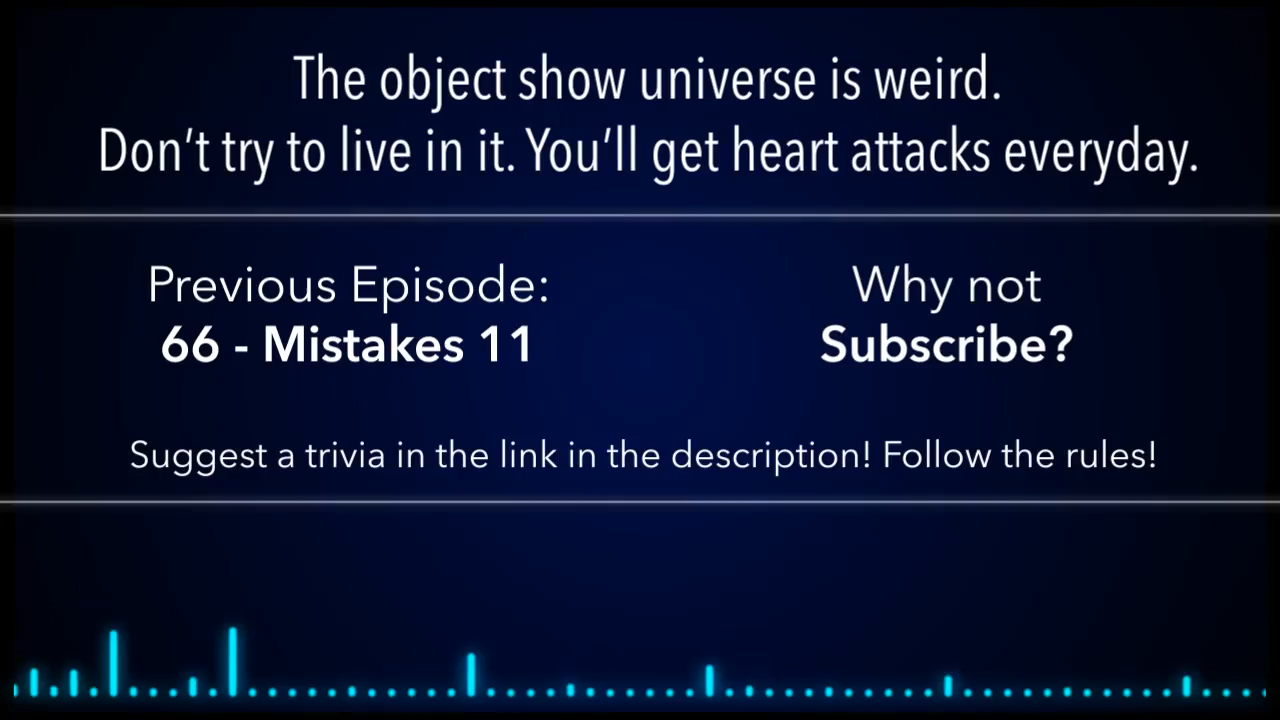 The object show universe is weird.
Don’t try to live in it. You’ll get heart attacks everyday.
Previous Episode:
66 - Mistakes 11
Why not
Subscribe?
Suggest a trivia in the link in the description! Follow the rules!